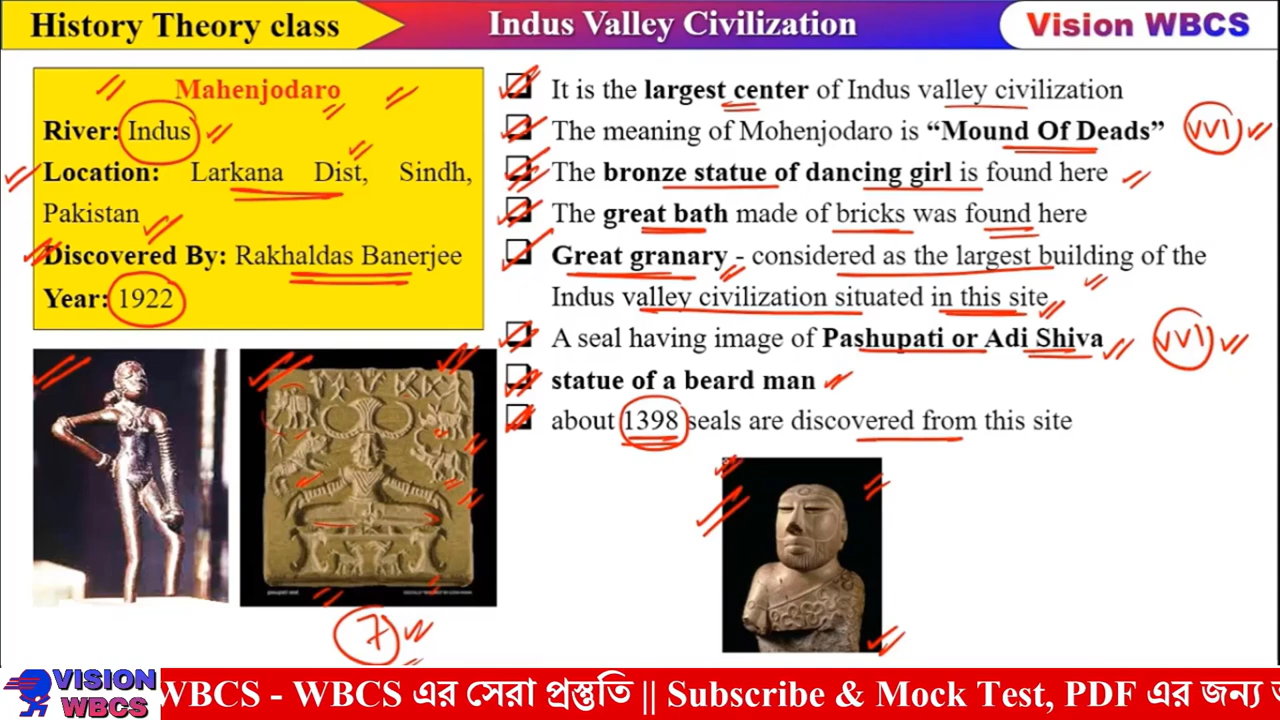 History Theory class
Indus Valley Civilization
Vision WBCS
Mahenjodaro
River: Indus
Location: Larkana Dist, Sindh,
Pakistan
Discovered By: Rakhaldas Banerjee
Year: 1922
It is the largest center of Indus valley civilization
The meaning of Mohenjodaro is “Mound Of Deads”
VVI
The bronze statue of dancing girl is found here
The great bath made of bricks was found here
Great granary - considered as the largest building of the
Indus valley civilization situated in this site
A seal having image of Pashupati or Adi Shiva
VVI
statue of a beard man
about 1398 seals are discovered from this site
7
VISION
WBCS
WBCS - WBCS এর সেরা প্রস্তুতি || Subscribe & Mock Test, PDF এর জন্য